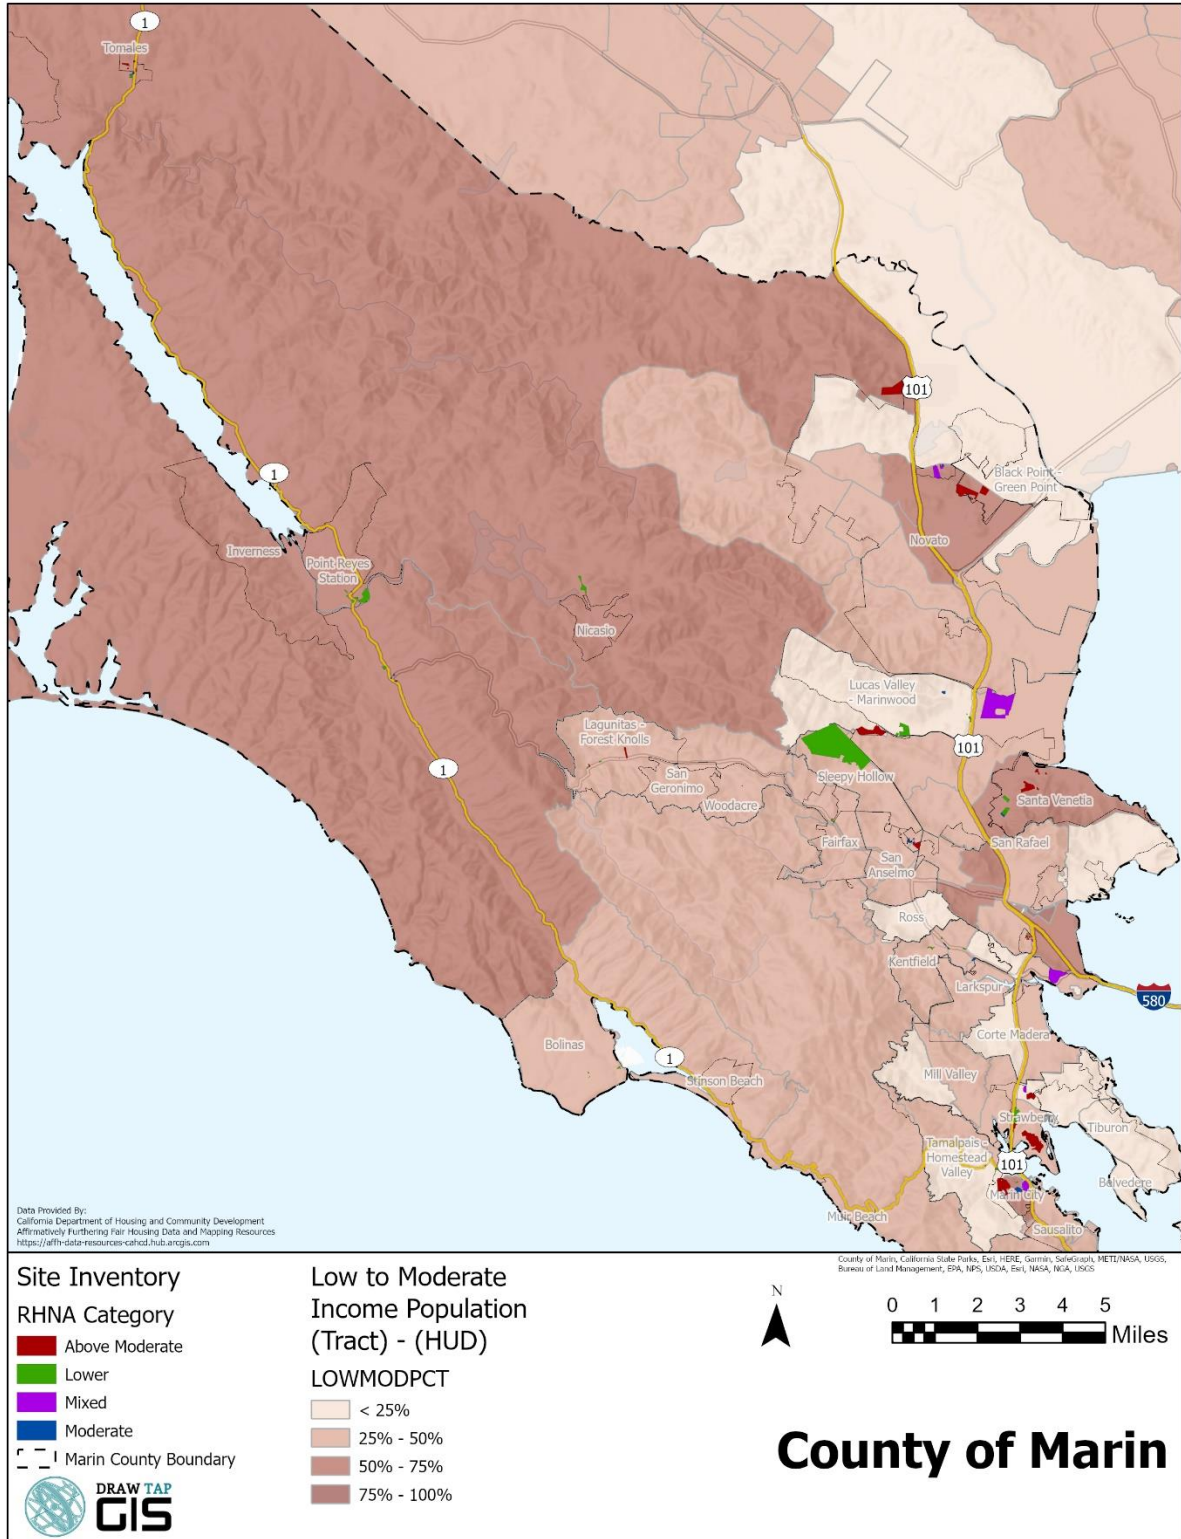 1
Tomales
101
Black Point -
Green Point
1
Novato
Inverness
Point Reyes
Station
Nicasio
Lucas Valley
- Marinwood
Lagunitas -
Forest Knolls
101
1
San
Geronimo
Sleepy Hollow
Woodacre
Santa Venetia
Fairfax
San Rafael
San
Anselmo
Ross
Kentfield
Larkspur
580
Corte Madera
Bolinas
1
Mill Valley
Stinson Beach
Strawberry
Tiburon
Tamalpais -
Homestead
Valley
101
Belvedere
Marin City
Muir Beach
Sausalito
Data Provided By:
California Department of Housing and Community Development
Affirmatively Furthering Fair Housing Data and Mapping Resources
https://affh-data-resources-cahcd.hub.arcgis.com
County of Marin, California State Parks, Esri, HERE, Garmin, SafeGraph, METI/NASA, USGS,
Bureau of Land Management, EPA, NPS, USDA, Esri, NASA, NGA, USGS
Site Inventory
RHNA Category
Above Moderate
Lower
Mixed
Moderate
Marin County Boundary
DRAW TAP
GIS
Low to Moderate
Income Population
(Tract) - (HUD)
LOWMODPCT
< 25%
25% - 50%
50% - 75%
75% - 100%
N
0 1 2 3 4 5
Miles
County of Marin